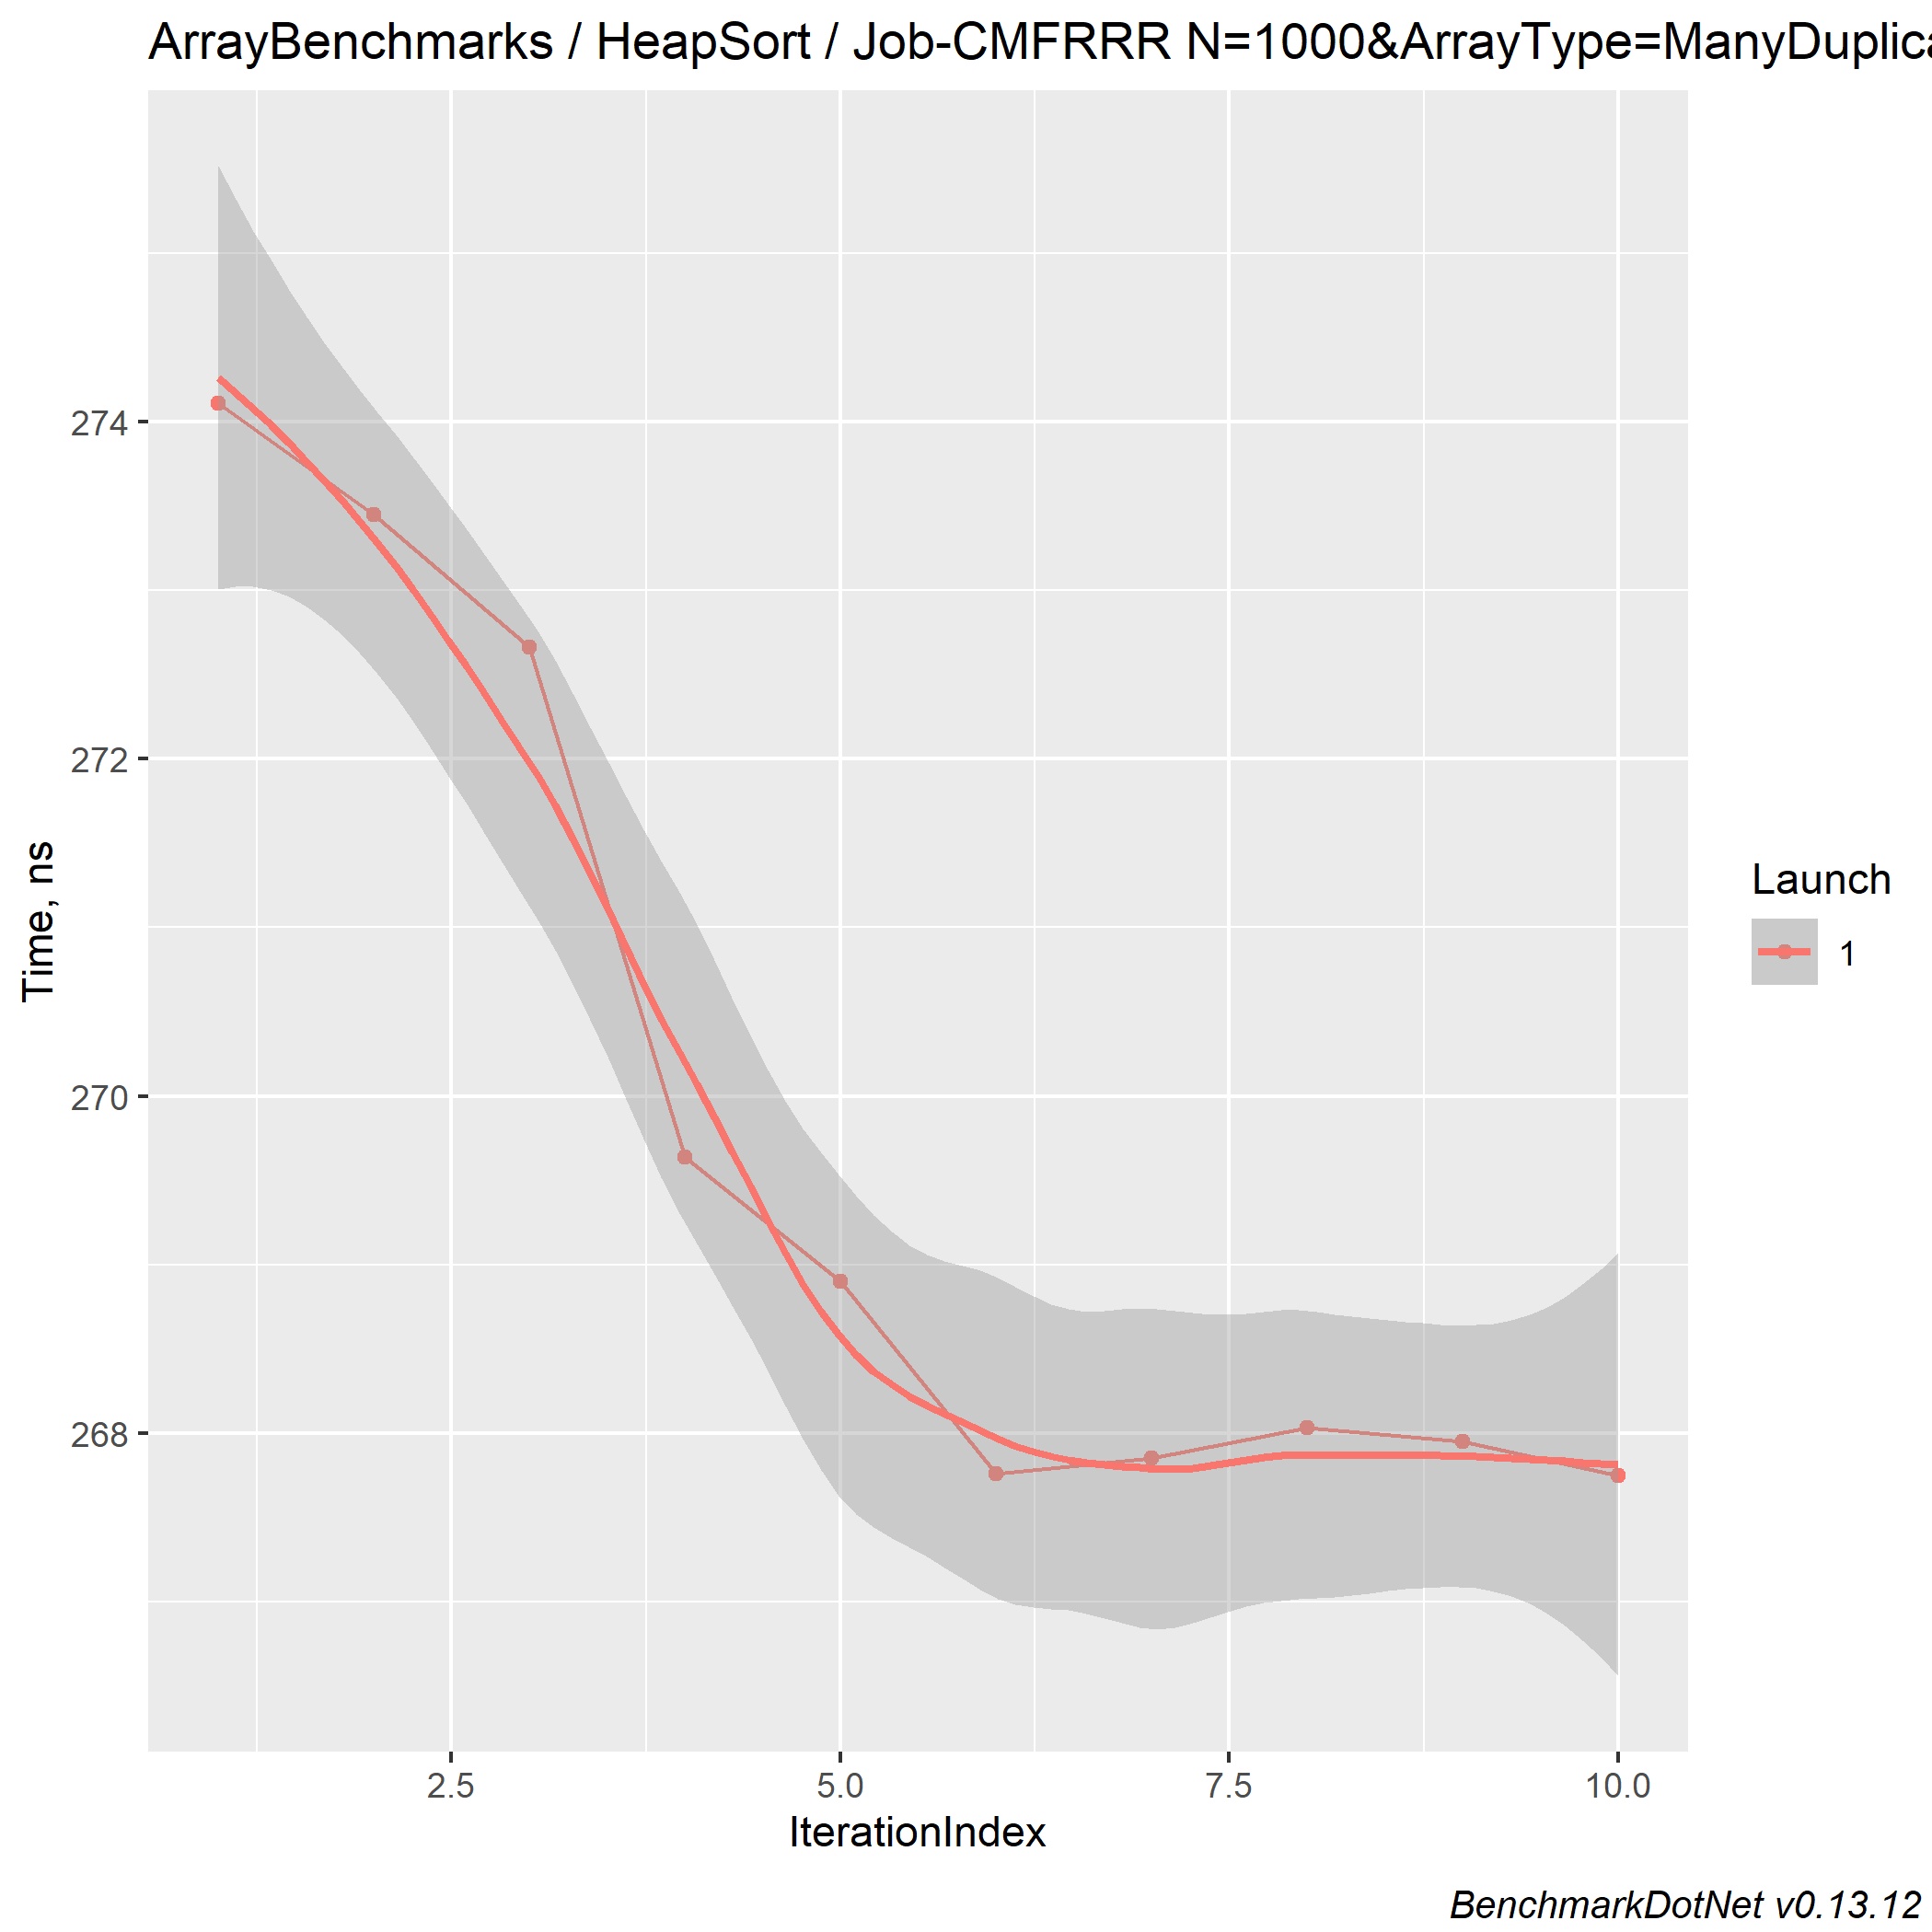 ArrayBenchmarks / HeapSort / Job-CMFRRR N=1000&ArrayType=ManyDuplica
274
272
270
268
Time, ns
2.5 5.0 7.5 10.0
IterationIndex
Launch
1
BenchmarkDotNet v0.13.12